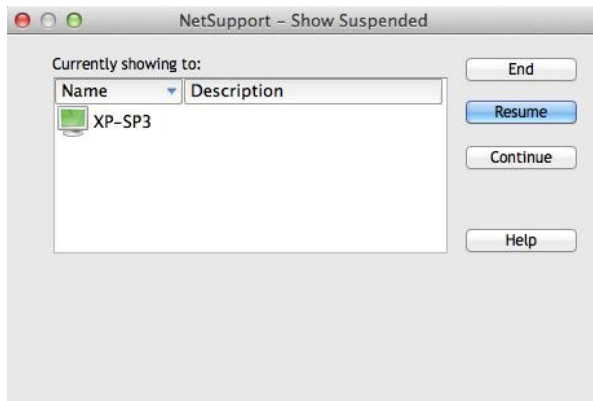 NetSupport – Show Suspended
Currently showing to:
End
Name Description
Resume
XP-SP3
Continue
Help